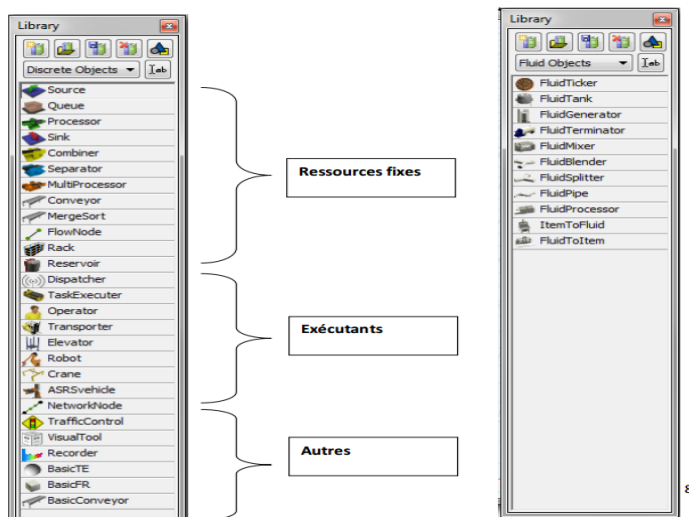 Library
Discrete Objects
Source
Queue
Processor
Sink
Combiner
Separator
MultiProcessor
Conveyor
MergeSort
FlowNode
Rack
Reservoir
Dispatcher
TaskExecuter
Operator
Transporter
Elevator
Robot
Crane
ASRSvehicle
NetworkNode
TrafficControl
VisualTool
Recorder
BasicTE
BasicFR
BasicConveyor
Ressources fixes
Exécutants
Autres
Library
Fluid Objects
FluidTicker
FluidTank
FluidGenerator
FluidTerminator
FluidMixer
FluidBlender
FluidSplitter
FluidPipe
FluidProcessor
ItemToFluid
FluidToItem